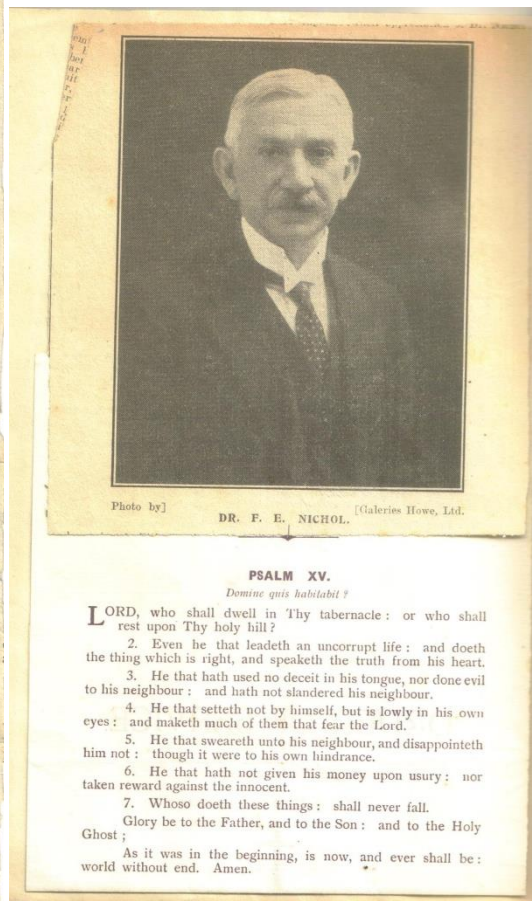 Photo by]
[Galeries Howe, Ltd.
DR. F. E. NICHOL.
PSALM XV.
Domine quis habitabit ?
LORD, who shall dwell in Thy tabernacle : or who shall
rest upon Thy holy hill ?
2. Even he that leadeth an uncorrupt life : and doeth
the thing which is right, and speaketh the truth from his heart.
3. He that hath used no deceit in his tongue, nor done evil
to his neighbour : and hath not slandered his neighbour.
4. He that setteth not by himself, but is lowly in his own
eyes : and maketh much of them that fear the Lord.
5. He that sweareth unto his neighbour, and disappointeth
him not : though it were to his own hindrance.
6. He that hath not given his money upon usury : nor
taken reward against the innocent.
7. Whoso doeth these things : shall never fall.
Glory be to the Father, and to the Son : and to the Holy
Ghost ;
As it was in the beginning, is now, and ever shall be :
world without end. Amen.